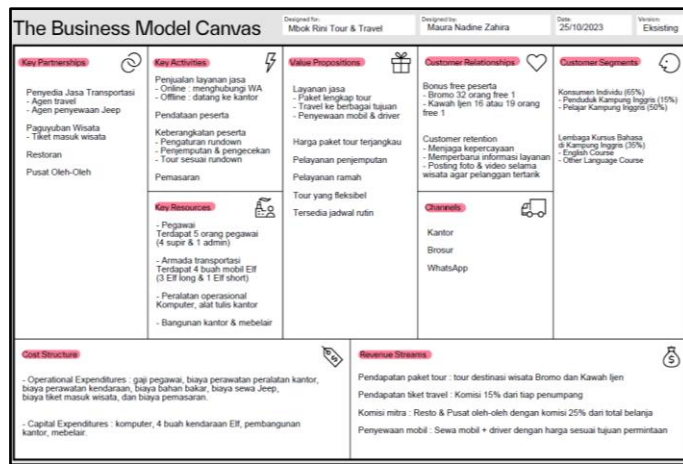 The Business Model Canvas
Designed for:
Mbok Rini Tour & Travel
Designed by:
Maura Nadine Zahira
Date:
25/10/2023
Version:
Eksisting
Key Partnerships
Penyedia Jasa Transportasi
- Agen travel
- Agen penyewaan Jeep
Paguyuban Wisata
- Tiket masuk wisata
Restoran
Pusat Oleh-Oleh
Key Activities
Penjualan layanan jasa
- Online : menghubungi WA
- Offline : datang ke kantor
Pendataan peserta
Keberangkatan peserta
- Pengaturan rundown
- Penjemputan & pengecekan
- Tour sesuai rundown
Pemasaran
Key Resources
- Pegawai
Terdapat 5 orang pegawai
(4 supir & 1 admin)
- Armada transportasi
Terdapat 4 buah mobil Elf
(3 Elf long & 1 Elf short)
- Peralatan operasional
Komputer, alat tulis kantor
- Bangunan kantor & mebelair
Value Propositions
Layanan jasa
- Paket lengkap tour
- Travel ke berbagai tujuan
- Penyewaan mobil & driver
Harga paket tour terjangkau
Pelayanan penjemputan
Pelayanan ramah
Tour yang fleksibel
Tersedia jadwal rutin
Customer Relationships
Bonus free peserta
- Bromo 32 orang free 1
- Kawah Ijen 16 atau 19 orang
free 1
Customer retention
- Menjaga kepercayaan
- Memperbarui informasi layanan
- Posting foto & video selama
wisata agar pelanggan tertarik
Channels
Kantor
Brosur
WhatsApp
Customer Segments
Konsumen Individu (65%)
- Penduduk Kampung Inggris (15%)
- Pelajar Kampung Inggris (50%)
Lembaga Kursus Bahasa
di Kampung Inggris (35%)
- English Course
- Other Language Course
Cost Structure
- Operational Expenditures : gaji pegawai, biaya perawatan peralatan kantor,
biaya perawatan kendaraan, biaya bahan bakar, biaya sewa Jeep,
biaya tiket masuk wisata, dan biaya pemasaran.
- Capital Expenditures : komputer, 4 buah kendaraan Elf, pembangunan
kantor, mebelair.
Revenue Streams
Pendapatan paket tour : tour destinasi wisata Bromo dan Kawah Ijen
Pendapatan tiket travel : Komisi 15% dari tiap penumpang
Komisi mitra : Resto & Pusat oleh-oleh dengan komisi 25% dari total belanja
Penyewaan mobil : Sewa mobil + driver dengan harga sesuai tujuan permintaan